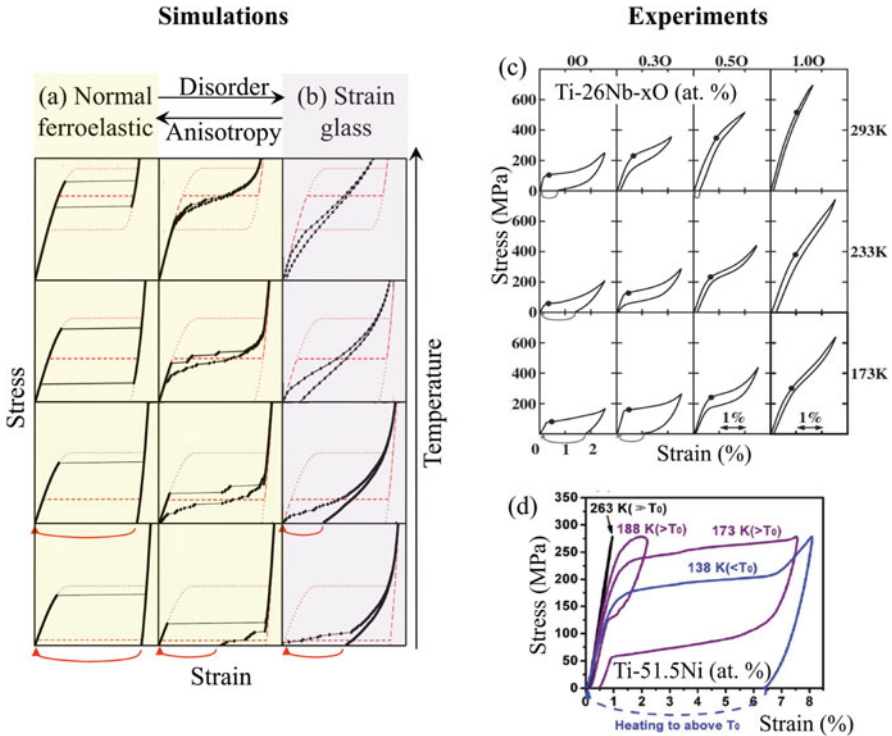 Simulations
Disorder
(a) Normal
ferroelastic
Anisotropy
(b) Strain
glass
Stress
Strain
Temperature
Experiments
(c)
0O 0.3O 0.5O 1.0O
Ti-26Nb-xO (at. %)
600
400
200
0
293K
600
400
200
0
233K
600
400
200
173K
Stress (MPa)
1%
1%
0 1 2
Strain (%)
(d)
350
300
250
200
150
100
50
0
Stress (MPa)
263 K(≫T₀)
188 K(>T₀)
173 K(>T₀)
138 K(<T₀)
Ti-51.5Ni (at. %)
0 1 2 3 4 5 6 7 8
Heating to above T₀
Strain (%)